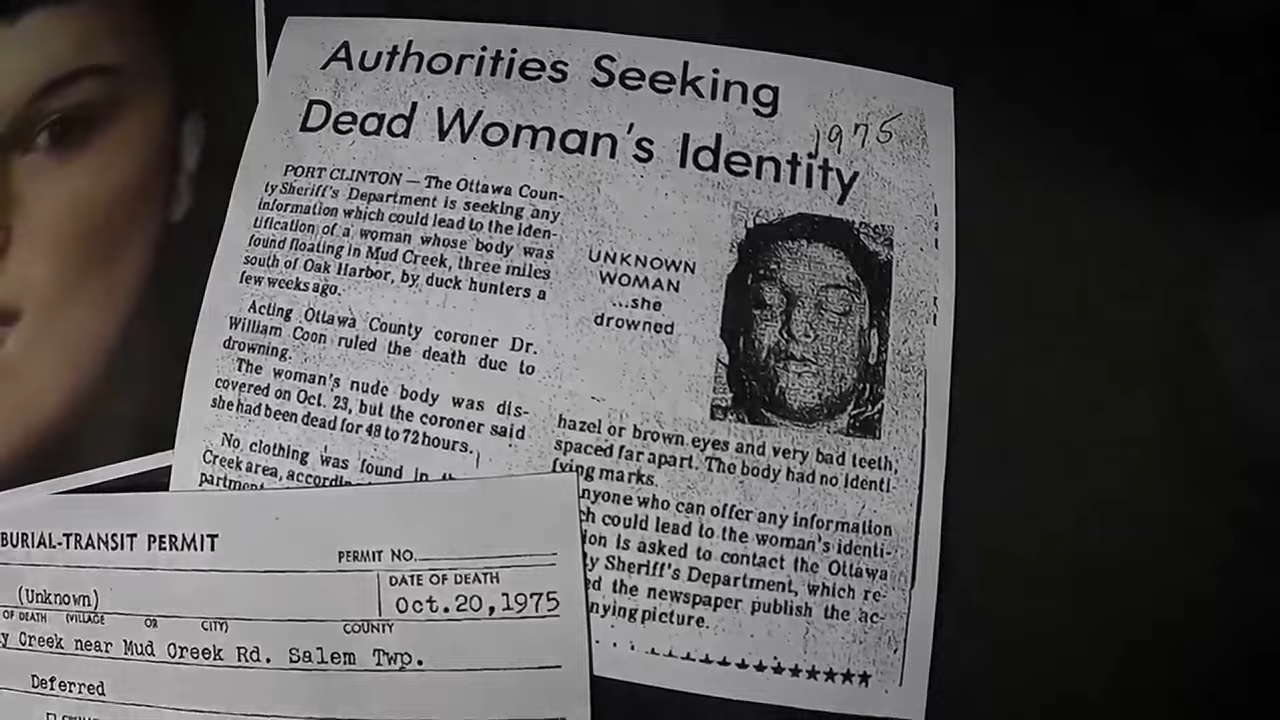 Authorities Seeking
Dead Woman's Identity
1975
PORT CLINTON — The Ottawa Coun-
ty Sheriff's Department is seeking any
information which could lead to the iden-
tification of a woman whose body was
found floating in Mud Creek, three miles
south of Oak Harbor, by duck hunters a
few weeks ago.
Acting Ottawa County coroner Dr.
William Coon ruled the death due to
drowning.
The woman's nude body was dis-
covered on Oct. 23, but the coroner said
she had been dead for 48 to 72 hours.
No clothing was found in
Creek area,
UNKNOWN
WOMAN
...she
drowned
hazel or brown eyes and very bad teeth,
spaced far apart. The body had no identi-
fying marks.
nyone who can offer any information
ch could lead to the woman's identi-
ion is asked to contact the Ottawa
y Sheriff's Department, which re-
ed the newspaper publish the ac-
nying picture.
BURIAL-TRANSIT PERMIT
PERMIT NO.
(Unknown)
DATE OF DEATH
Oct.20,1975
OF DEATH (VILLAGE OR CITY)
COUNTY
y Creek near Mud Creek Rd. Salem Twp.
Deferred